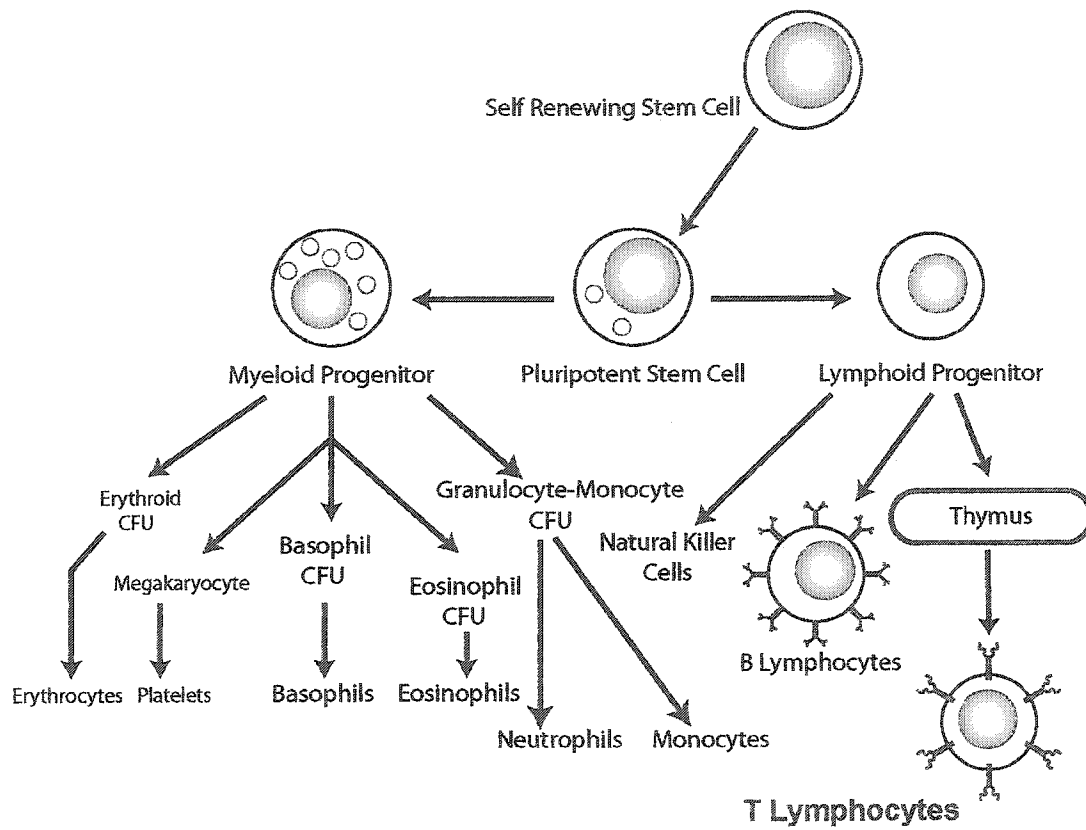 Self Renewing Stem Cell
Myeloid Progenitor
Pluripotent Stem Cell
Lymphoid Progenitor
Erythroid
CFU
Megakaryocyte
Basophil
CFU
Eosinophil
CFU
Granulocyte-Monocyte
CFU
Natural Killer
Cells
Thymus
B Lymphocytes
Erythrocytes
Platelets
Basophils
Eosinophils
Neutrophils
Monocytes
T Lymphocytes